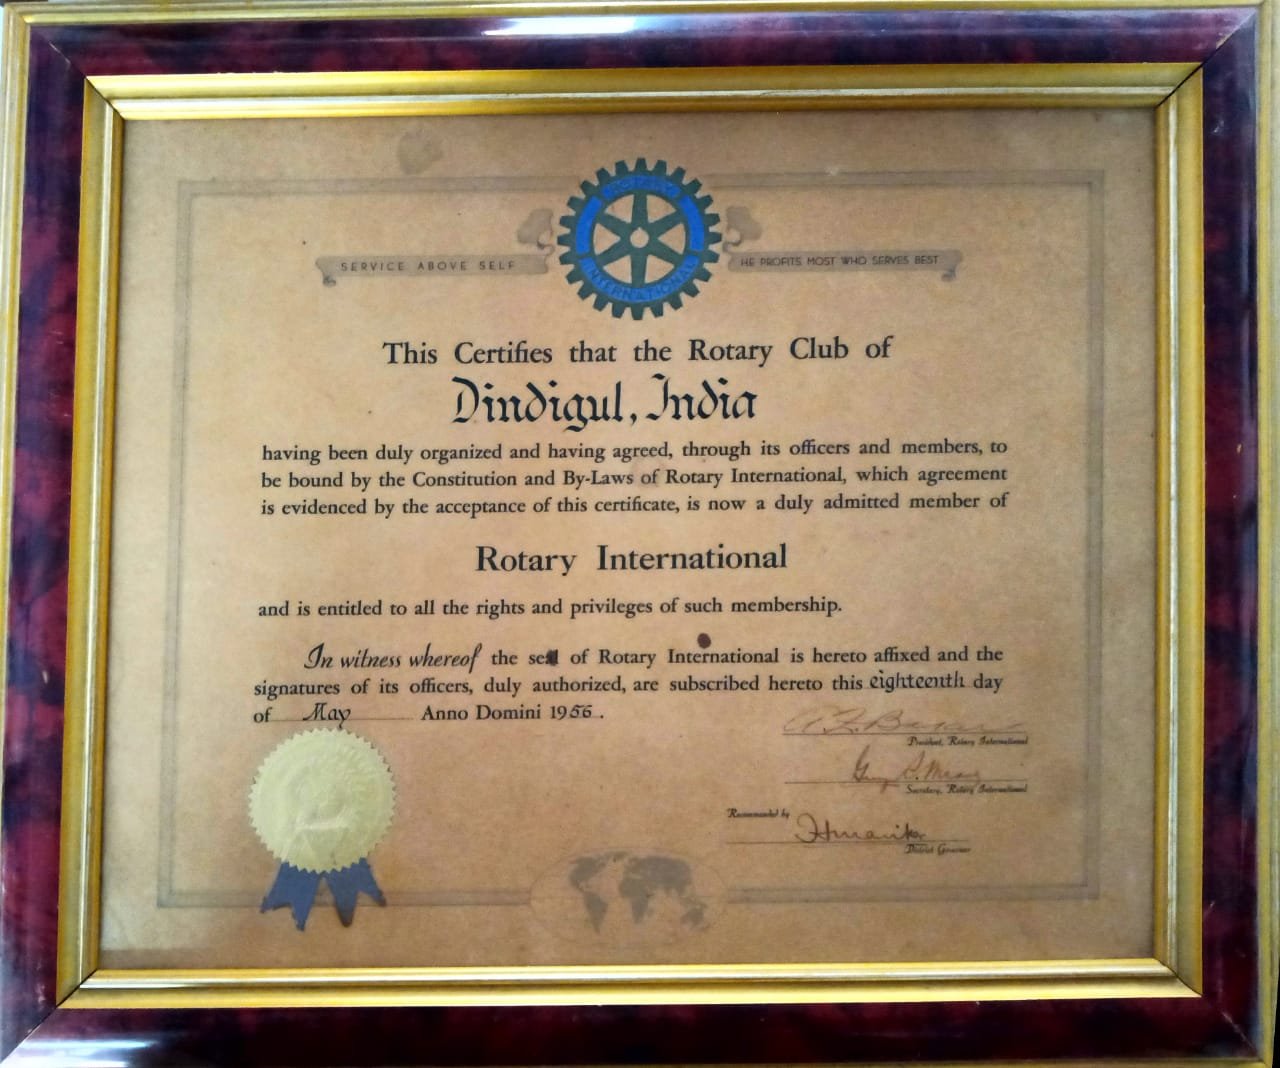 SERVICE ABOVE SELF
ROTARY
INTERNATIONAL
HE PROFITS MOST WHO SERVES BEST
This Certifies that the Rotary Club of
Dindigul, India
having been duly organized and having agreed, through its officers and members, to
be bound by the Constitution and By-Laws of Rotary International, which agreement
is evidenced by the acceptance of this certificate, is now a duly admitted member of
Rotary International
and is entitled to all the rights and privileges of such membership.
In witness whereof the seal of Rotary International is hereto affixed and the
signatures of its officers, duly authorized, are subscribed hereto this eighteenth day
of May Anno Domini 1956.
President, Rotary International
Secretary, Rotary International
Recommended by
District Governor